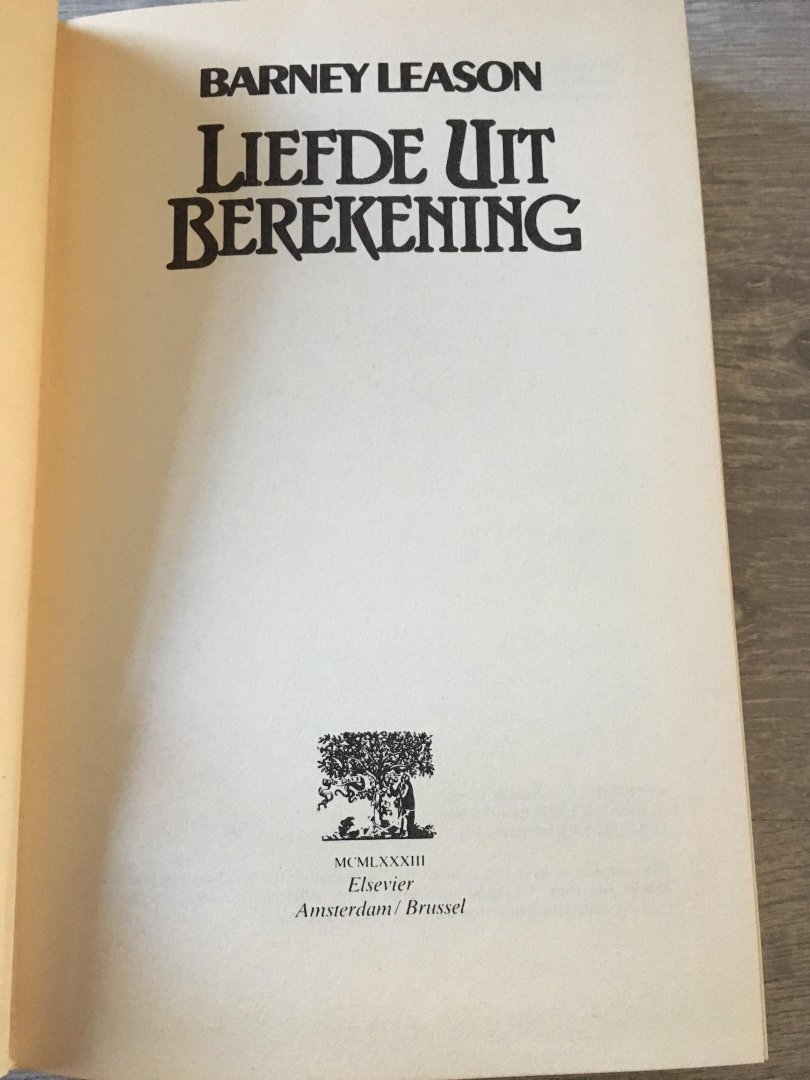 BARNEY LEASON
LIEFDE UIT
BEREKENING
MCMLXXXIII
Elsevier
Amsterdam/Brussel